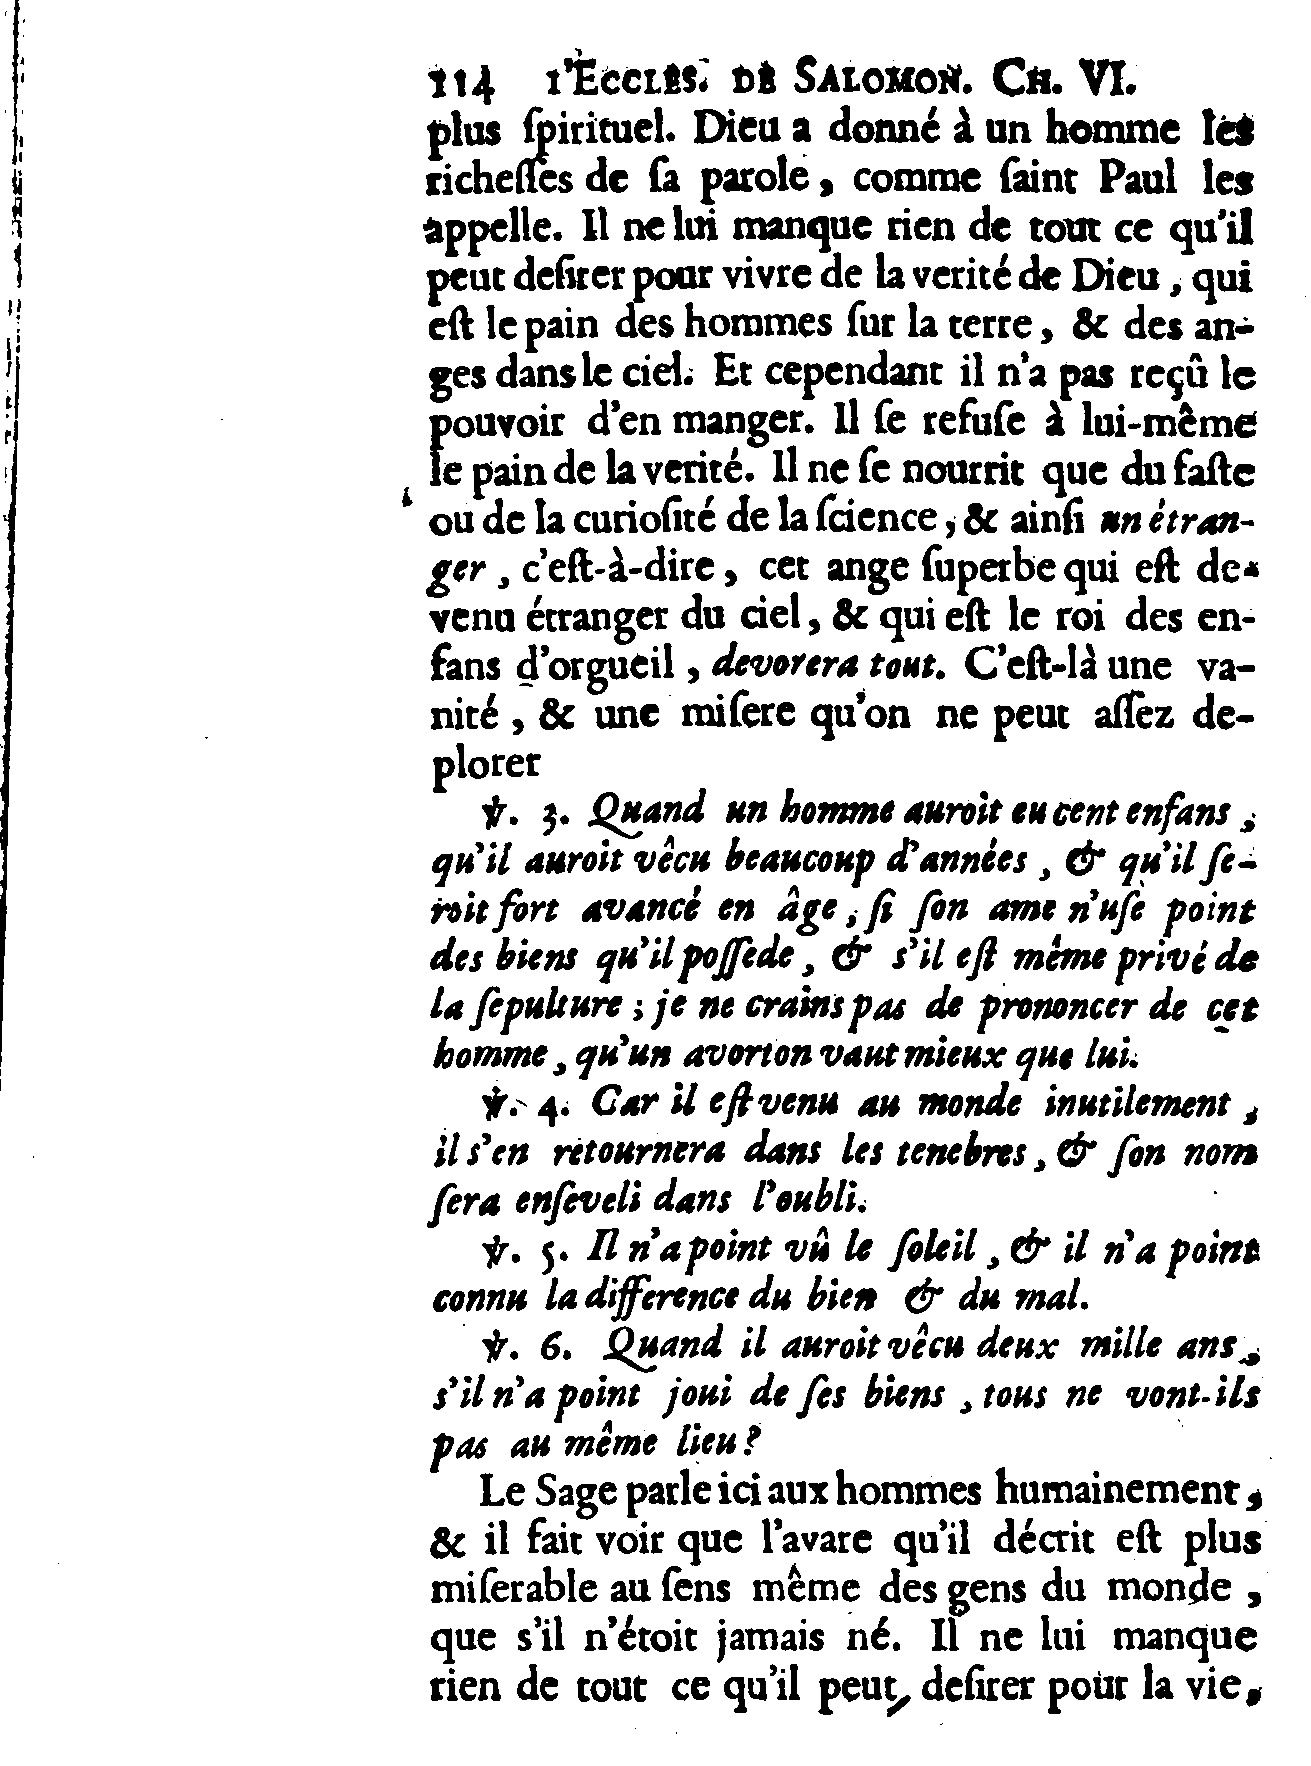 114 l'Eccles. de Salomon. Ch. VI.
plus ſpirituel. Dieu a donné à un homme les
richeſſes de ſa parole, comme ſaint Paul les
appelle. Il ne lui manque rien de tout ce qu'il
peut deſirer pour vivre de la verité de Dieu, qui
eſt le pain des hommes ſur la terre, & des an-
ges dans le ciel. Et cependant il n'a pas reçû le
pouvoir d'en manger. Il ſe refuſe à lui-même
le pain de la verité. Il ne ſe nourrit que du faſte
ou de la curioſité de la ſcience, & ainſi un étran-
ger, c'eſt-à-dire, cet ange ſuperbe qui eſt de-
venu étranger du ciel, & qui eſt le roi des en-
fans d'orgueil, devorera tout. C'eſt-là une va-
nité, & une miſere qu'on ne peut aſſez de-
plorer
℣. 3. Quand un homme auroit eu cent enfans,
qu'il auroit vêcu beaucoup d'années, & qu'il ſe-
roit fort avancé en âge, ſi ſon ame n'uſe point
des biens qu'il poſſede, & s'il eſt même privé de
la ſepulture; je ne crains pas de prononcer de cet
homme, qu'un avorton vaut mieux que lui.
℣. 4. Car il eſt venu au monde inutilement,
il s'en retournera dans les tenebres, & ſon nom
ſera enſeveli dans l'oubli.
℣. 5. Il n'a point vû le ſoleil, & il n'a point
connu la difference du bien & du mal.
℣. 6. Quand il auroit vêcu deux mille ans,
s'il n'a point joui de ſes biens, tous ne vont-ils
pas au même lieu?
Le Sage parle ici aux hommes humainement,
& il fait voir que l'avare qu'il décrit eſt plus
miſerable au ſens même des gens du monde,
que s'il n'étoit jamais né. Il ne lui manque
rien de tout ce qu'il peut deſirer pour la vie,